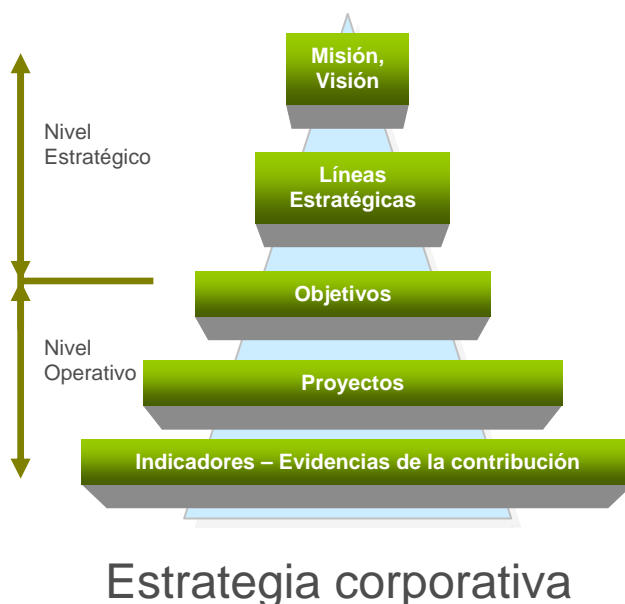 Misión,
Visión
Nivel
Estratégico
Líneas
Estratégicas
Objetivos
Nivel
Operativo
Proyectos
Indicadores – Evidencias de la contribución
Estrategia corporativa